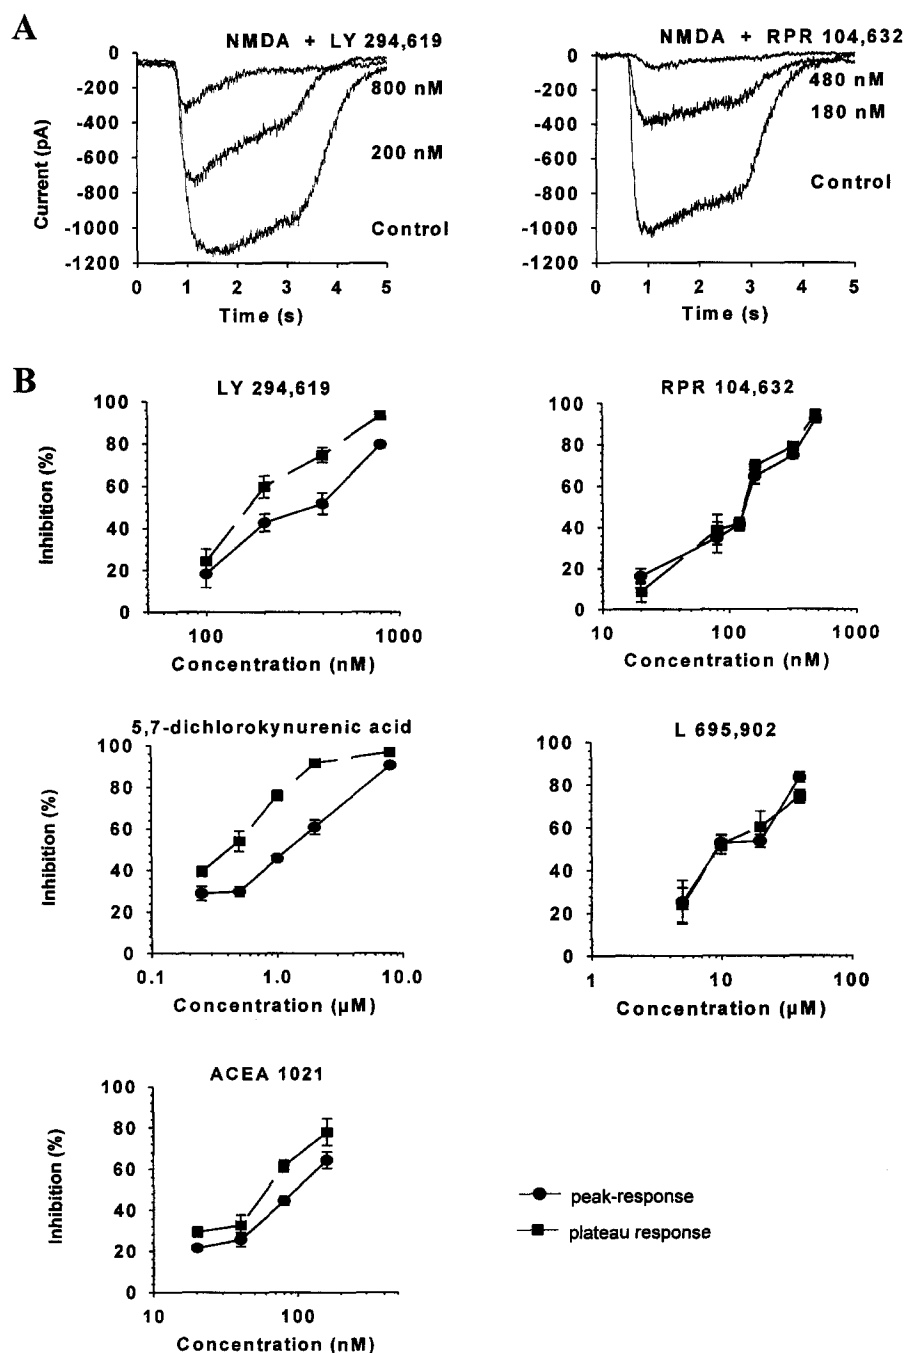 A
NMDA + LY 294,619
0
-200
-400
-600
-800
-1000
-1200
Current (pA)
800 nM
200 nM
Control
0 1 2 3 4 5
Time (s)
NMDA + RPR 104,632
0
-200
-400
-600
-800
-1000
-1200
480 nM
180 nM
Control
0 1 2 3 4 5
Time (s)
B
LY 294,619
100
80
60
40
20
0
Inhibition (%)
100 1000
Concentration (nM)
RPR 104,632
100
80
60
40
20
0
10 100 1000
Concentration (nM)
5,7-dichlorokynurenic acid
100
80
60
40
20
0
Inhibition (%)
0.1 1.0 10.0
Concentration (µM)
L 695,902
100
80
60
40
20
0
1 10 100
Concentration (µM)
ACEA 1021
100
80
60
40
20
0
Inhibition (%)
10 100
Concentration (nM)
peak-response
plateau response